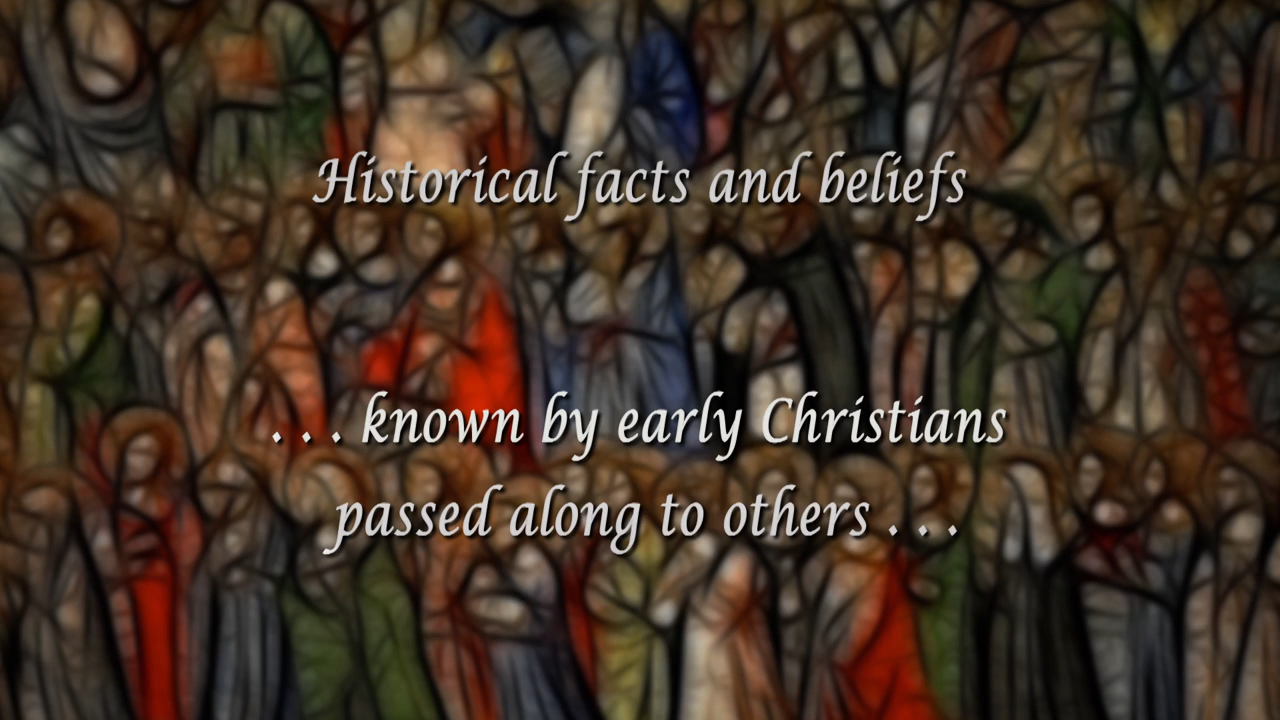 Historical facts and beliefs
. . . known by early Christians
passed along to others . . .